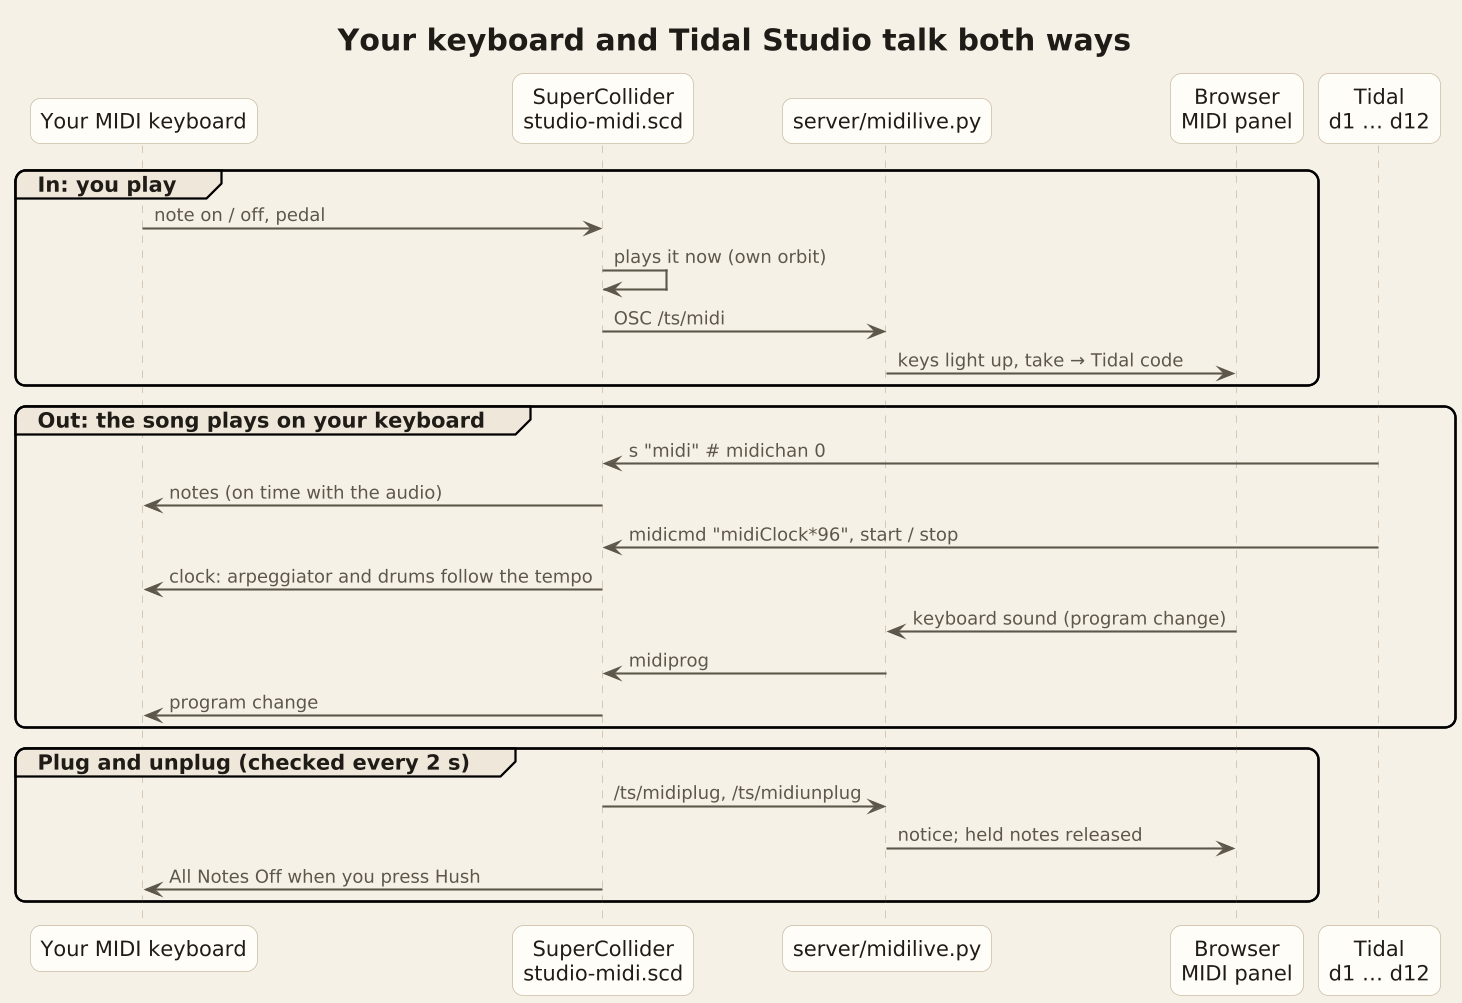 Your keyboard and Tidal Studio talk both ways
Your MIDI keyboard
SuperCollider
studio-midi.scd
server/midilive.py
Browser
MIDI panel
Tidal
d1 ... d12
In: you play
note on / off, pedal
plays it now (own orbit)
OSC /ts/midi
keys light up, take → Tidal code
Out: the song plays on your keyboard
s "midi" # midichan 0
notes (on time with the audio)
midicmd "midiClock*96", start / stop
clock: arpeggiator and drums follow the tempo
keyboard sound (program change)
midiprog
program change
Plug and unplug (checked every 2 s)
/ts/midiplug, /ts/midiunplug
notice; held notes released
All Notes Off when you press Hush
Your MIDI keyboard
SuperCollider
studio-midi.scd
server/midilive.py
Browser
MIDI panel
Tidal
d1 ... d12